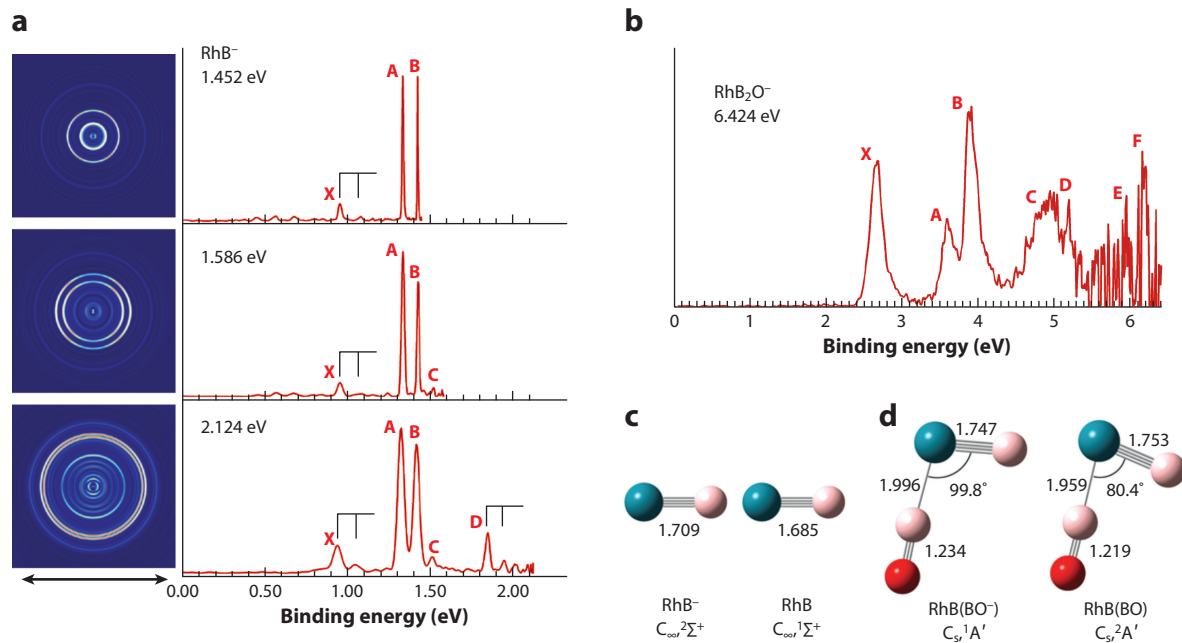 a
RhB⁻
1.452 eV
X
A
B
1.586 eV
X
A
B
C
2.124 eV
X
A
B
C
D
0.00 0.50 1.00 1.50 2.00
Binding energy (eV)
b
RhB₂O⁻
6.424 eV
X
A
B
C
D
E
F
0 1 2 3 4 5 6
Binding energy (eV)
c
1.709
1.685
RhB⁻
C∞,²Σ⁺
RhB
C∞,¹Σ⁺
d
1.747
1.996
99.8°
1.234
1.753
1.959
80.4°
1.219
RhB(BO⁻)
Cₛ,¹A′
RhB(BO)
Cₛ,²A′